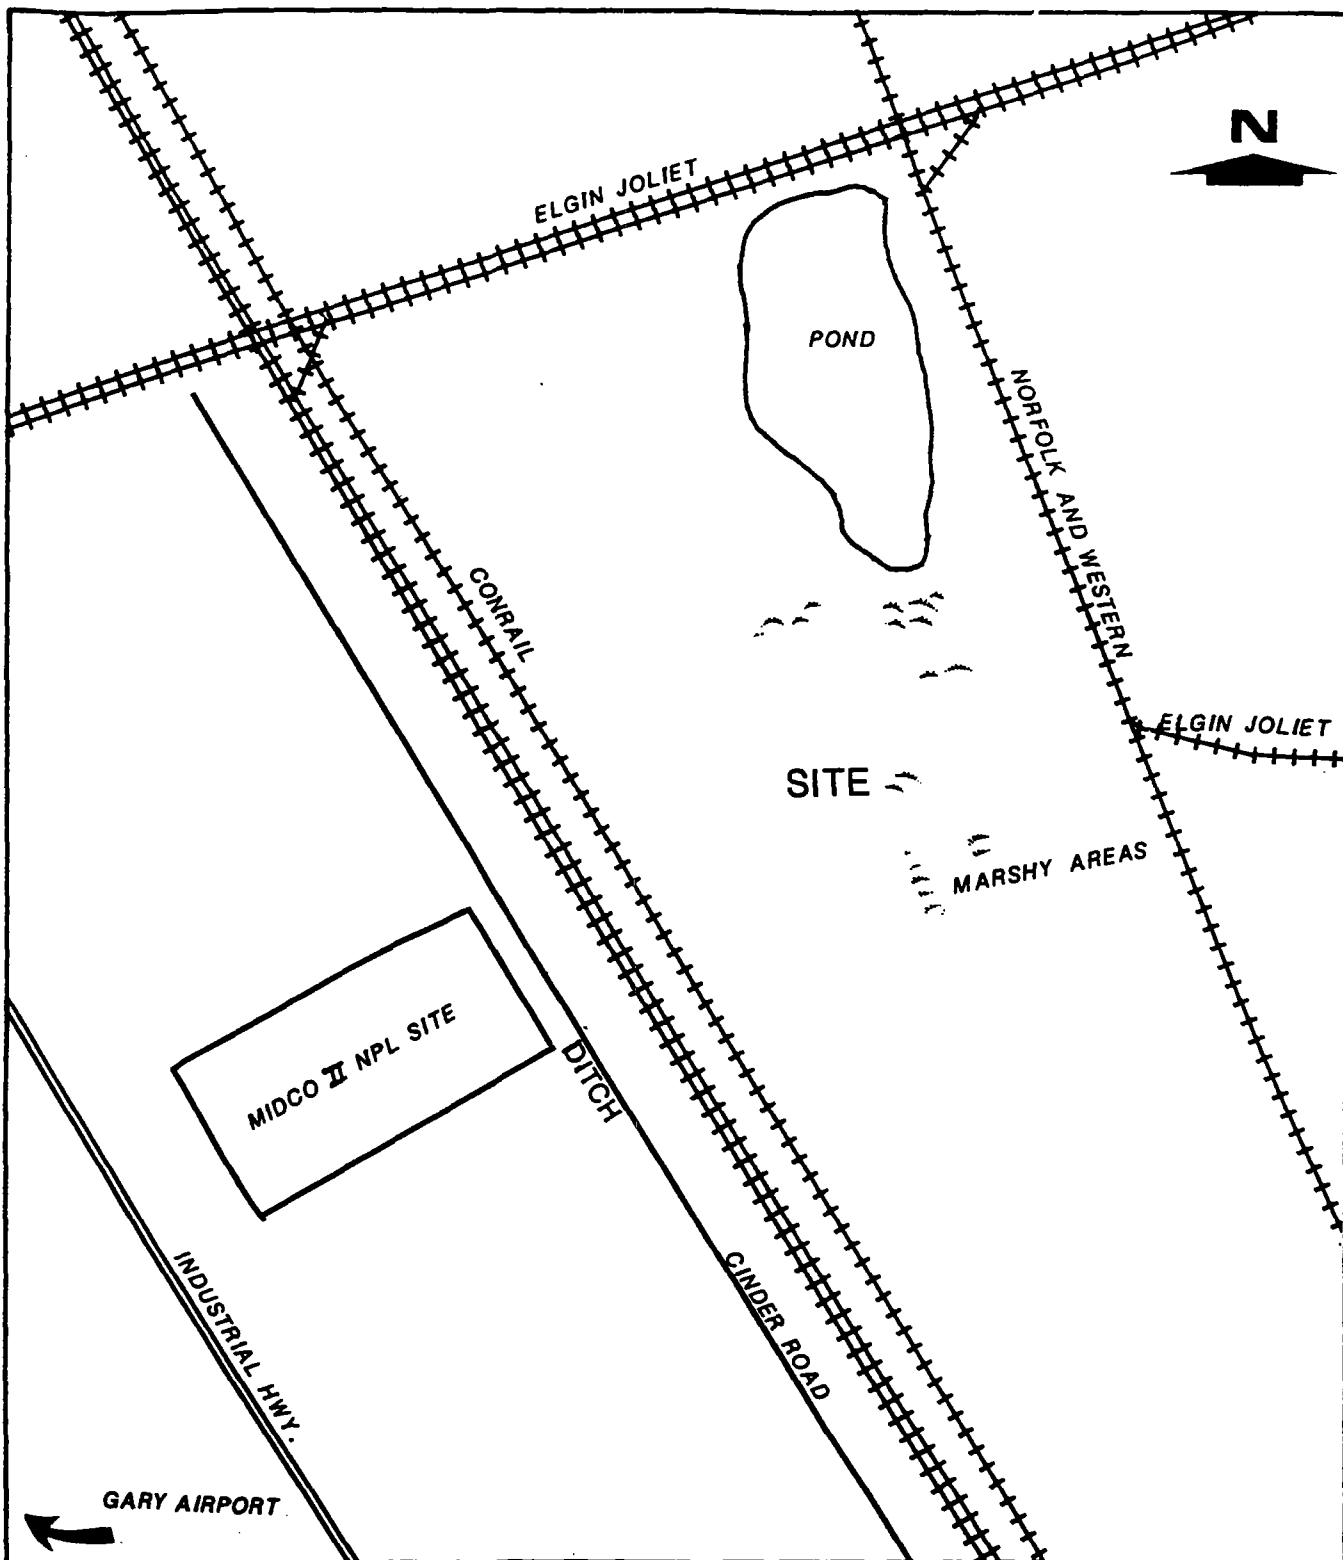 N
ELGIN JOLIET
POND
NORFOLK AND WESTERN
CONRAIL
ELGIN JOLIET
SITE
MARSHY AREAS
MIDCO II NPL SITE
DITCH
CINDER ROAD
INDUSTRIAL HWY.
GARY AIRPORT